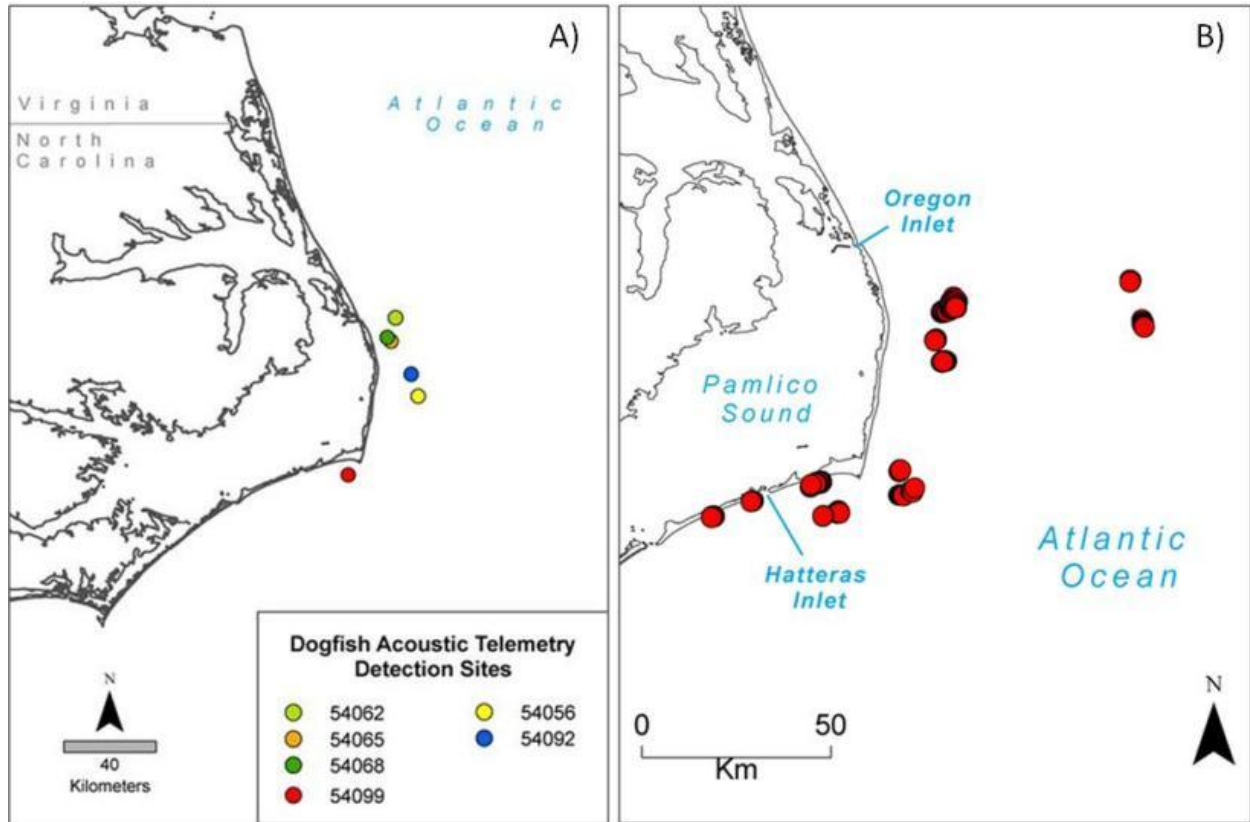 A)
Virginia
North
Carolina
Atlantic
Ocean
N
40
Kilometers
Dogfish Acoustic Telemetry
Detection Sites
54062
54065
54068
54099
54056
54092
B)
Oregon
Inlet
Pamlico
Sound
Hatteras
Inlet
Atlantic
Ocean
0 50
Km
N